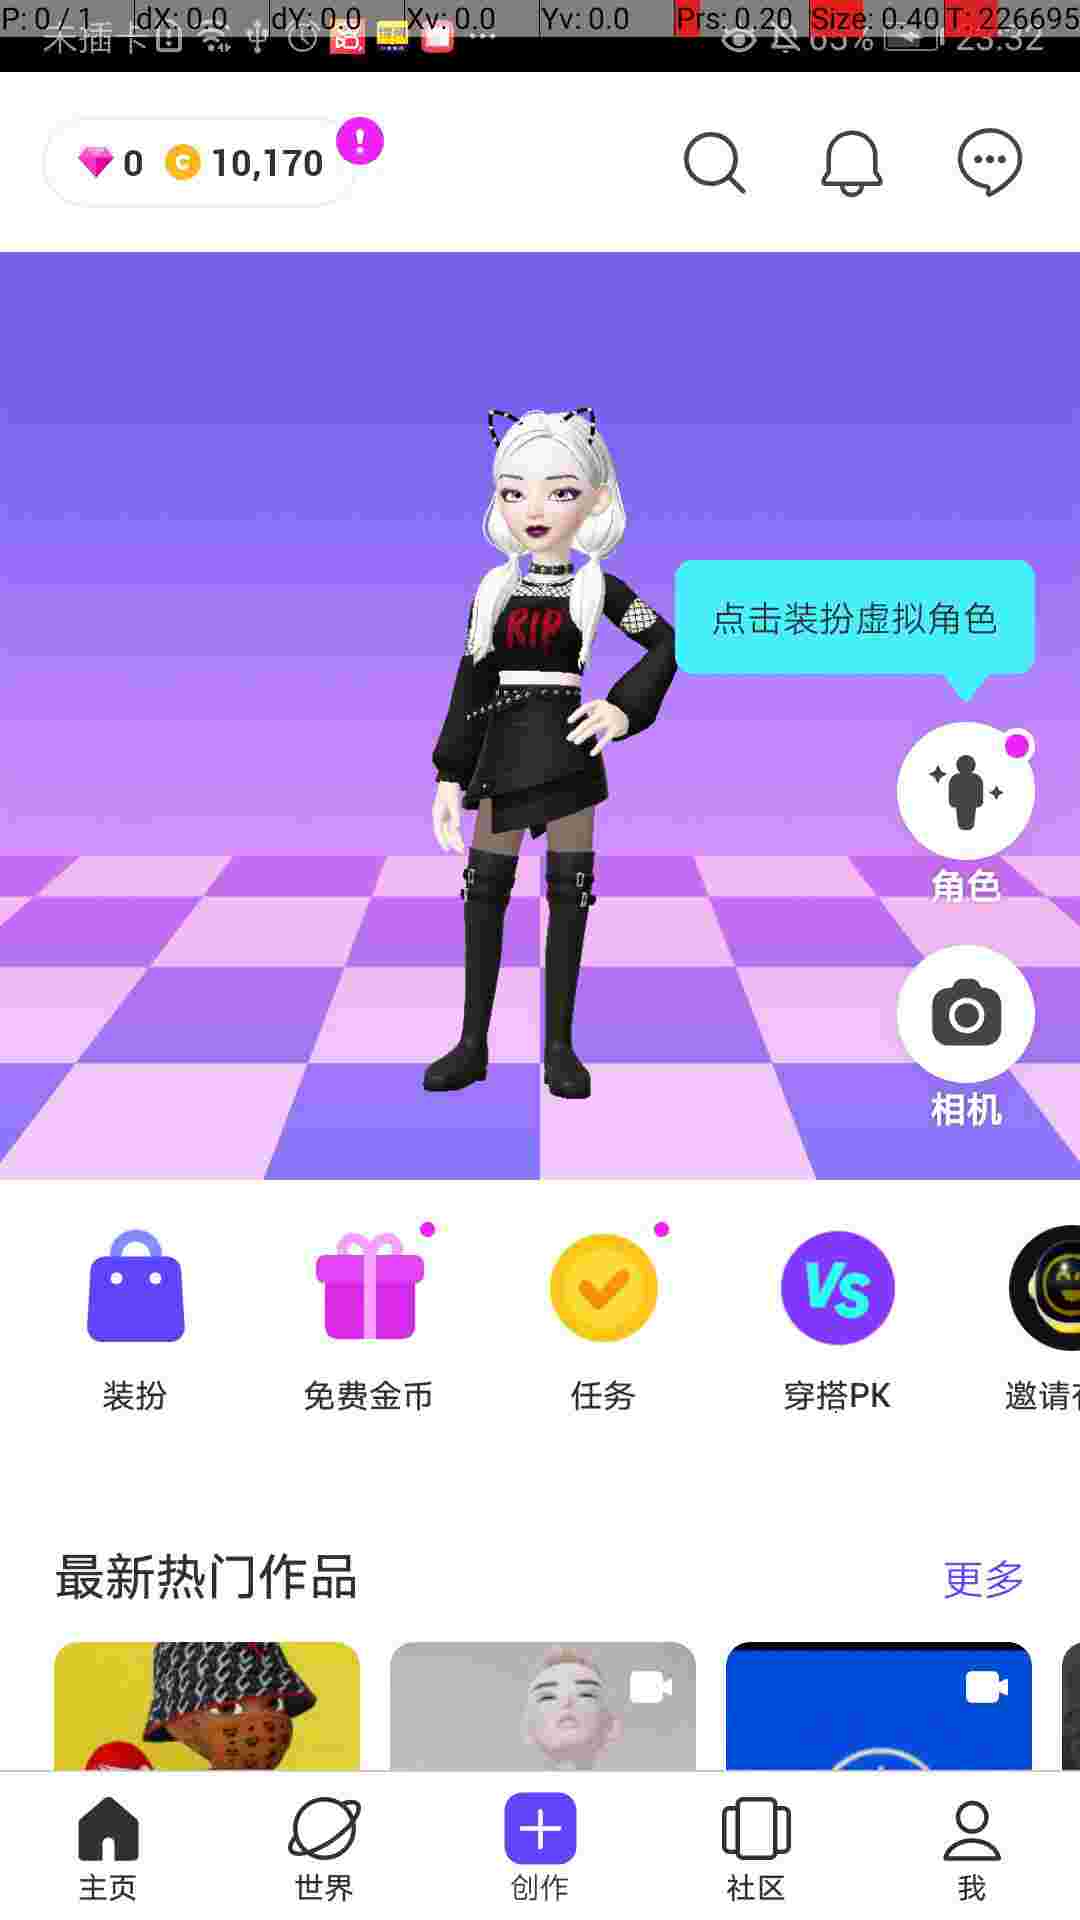 P: 0 / 1 dX: 0.0 dY: 0.0 Xv: 0.0 Yv: 0.0 Prs: 0.20 Size: 0.40 T: 226695
未插卡 63% 23:32
0 10,170
RIP
点击装扮虚拟角色
角色
相机
装扮 免费金币 任务 穿搭PK 邀请
最新热门作品 更多
主页 世界 创作 社区 我